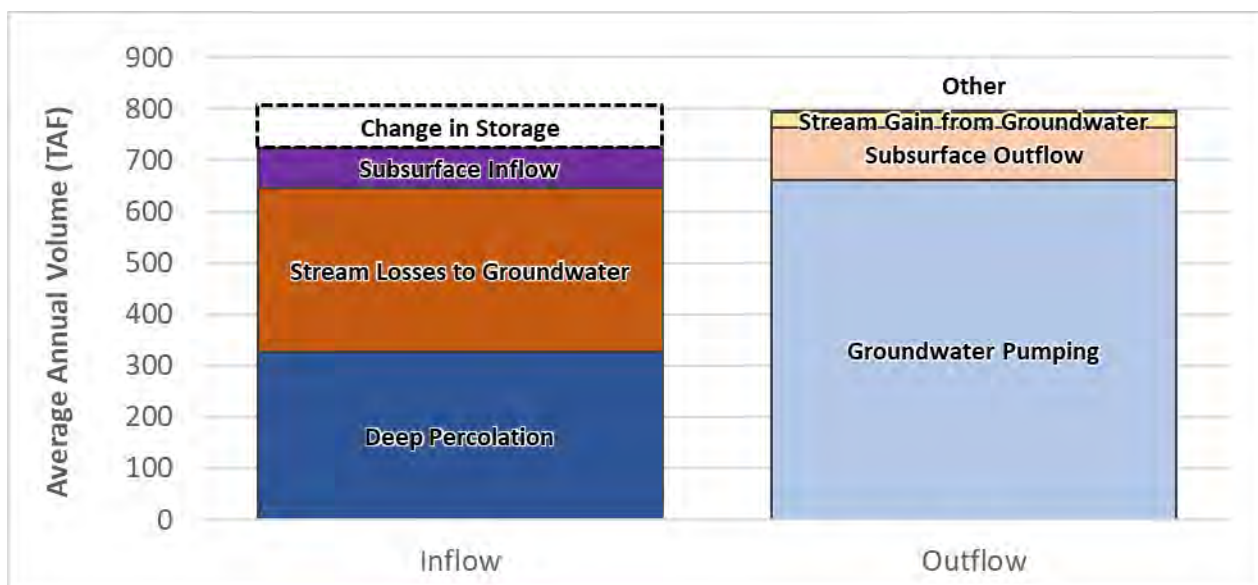 Average Annual Volume (TAF)
900
800
700
600
500
400
300
200
100
0
Change in Storage
Subsurface Inflow
Stream Losses to Groundwater
Deep Percolation
Other
Stream Gain from Groundwater
Subsurface Outflow
Groundwater Pumping
Inflow
Outflow